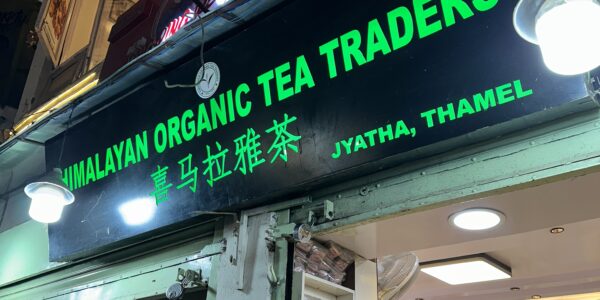 HIMALAYAN ORGANIC TEA TRADERS
喜马拉雅茶
JYATHA, THAMEL